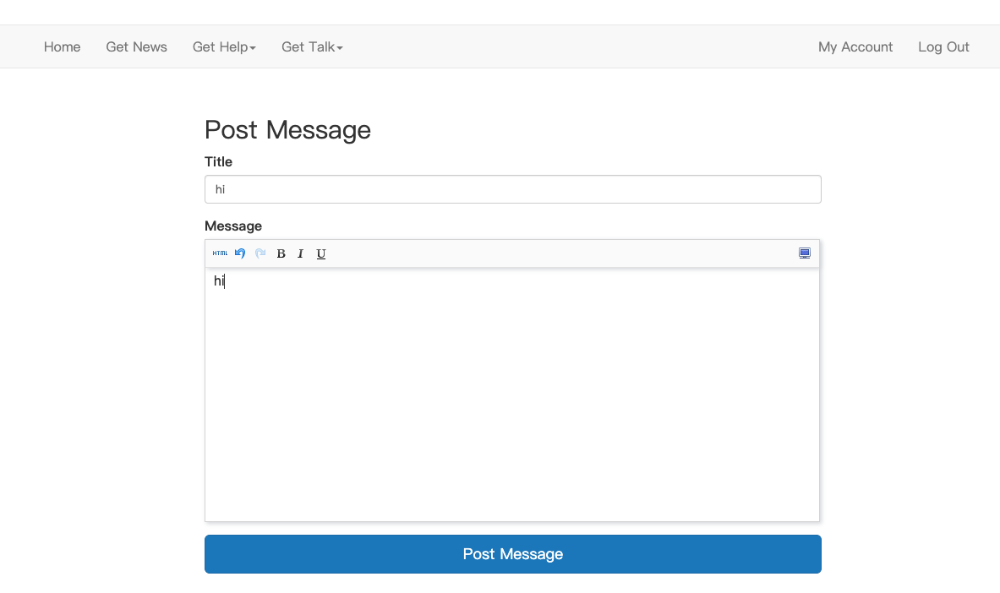 Home Get News Get Help Get Talk My Account Log Out
Post Message
Title
hi
Message
HTML B I U
hi
Post Message